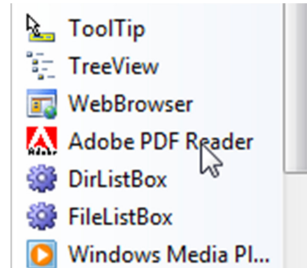 ToolTip
TreeView
WebBrowser
Adobe PDF Reader
DirListBox
FileListBox
Windows Media Pl...